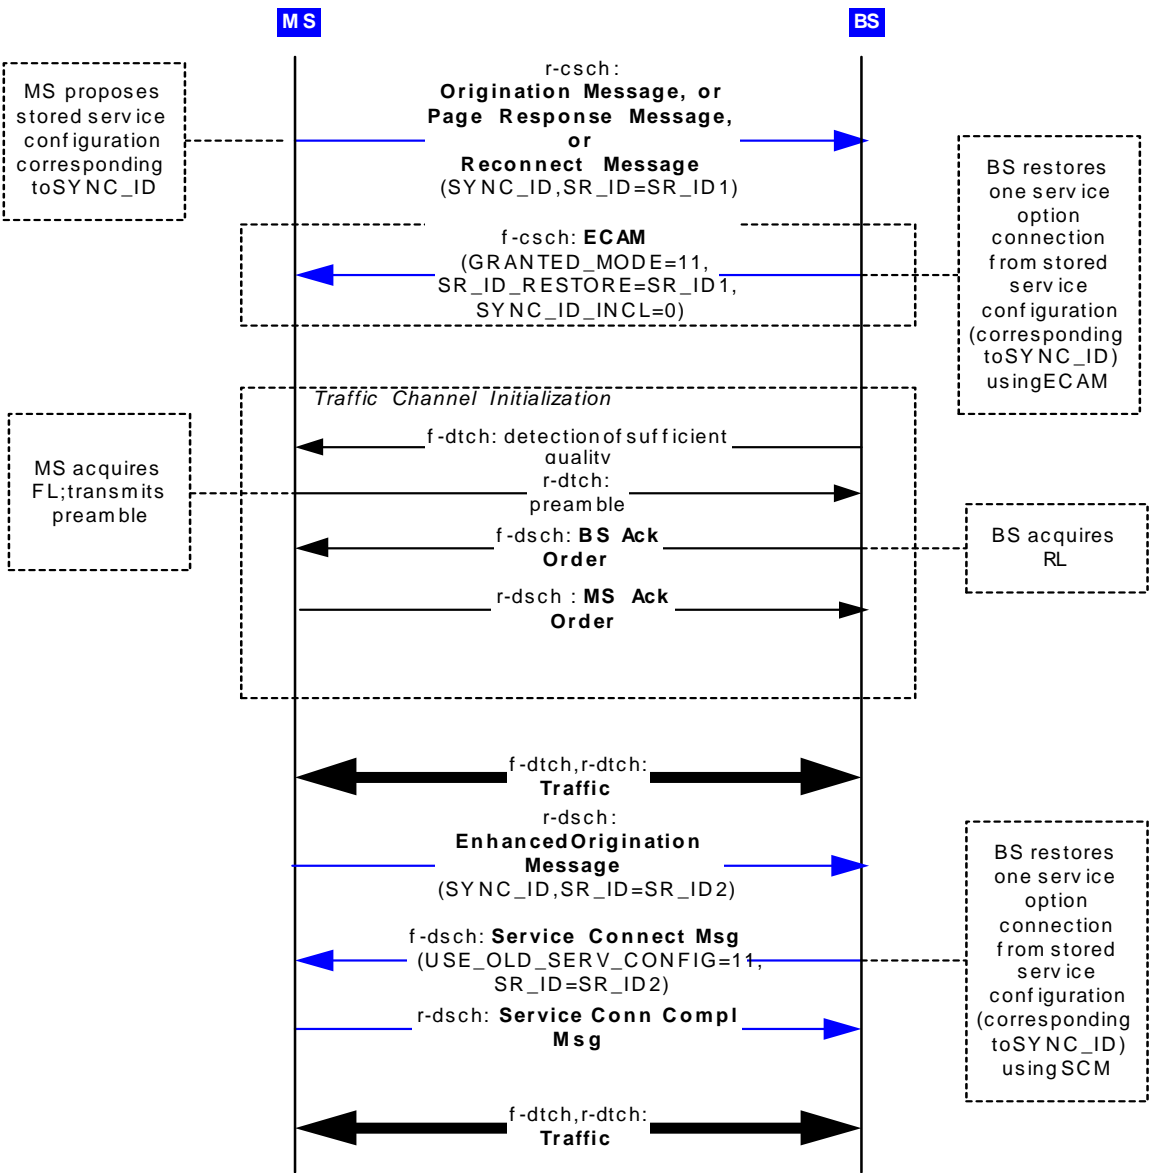 MS
BS
MS proposes
stored service
configuration
corresponding
toSYNC_ID
r-csch:
Origination Message, or
Page Response Message,
or
Reconnect Message
(SYNC_ID,SR_ID=SR_ID1)
BS restores
one service
option
connection
from stored
service
configuration
(corresponding
toSYNC_ID)
usingECAM
f-csch: ECAM
(GRANTED_MODE=11,
SR_ID_RESTORE=SR_ID1,
SYNC_ID_INCL=0)
Traffic Channel Initialization
f-dtch: detectionofsufficient
quality
MS acquires
FL;transmits
preamble
r-dtch:
preamble
f-dsch: BS Ack
Order
BS acquires
RL
r-dsch : MS Ack
Order
f-dtch,r-dtch:
Traffic
r-dsch:
EnhancedOrigination
Message
(SYNC_ID,SR_ID=SR_ID2)
BS restores
one service
option
connection
from stored
service
configuration
(corresponding
toSYNC_ID)
usingSCM
f-dsch: Service Connect Msg
(USE_OLD_SERV_CONFIG=11,
SR_ID=SR_ID2)
r-dsch: Service Conn Compl
Msg
f-dtch,r-dtch:
Traffic